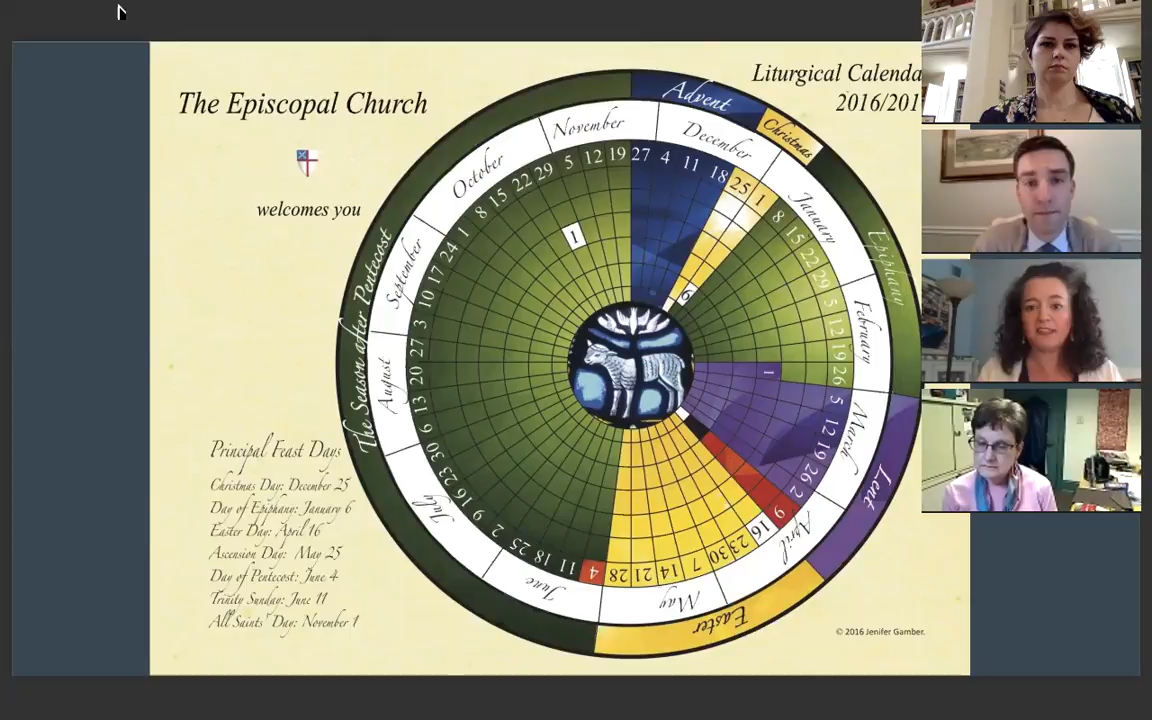 The Episcopal Church
welcomes you
Liturgical Calenda
2016/201
Advent
Christmas
Epiphany
Lent
Easter
The Season after Pentecost
November
December
January
February
March
April
May
June
July
August
September
October
27 4 11 18 25 1 8 15 22 29 5 12 19 26 5 12 19 26 2 9 16 23 30 7 14 21 28 4 11 18 25 2 9 16 23 30 6 13 20 27 3 10 17 24 1 8 15 22 29 5 12 19
1
6
1
Principal Feast Days
Christmas Day: December 25
Day of Epiphany: January 6
Easter Day: April 16
Ascension Day: May 25
Day of Pentecost: June 4
Trinity Sunday: June 11
All Saints' Day: November 1
© 2016 Jenifer Gamber.